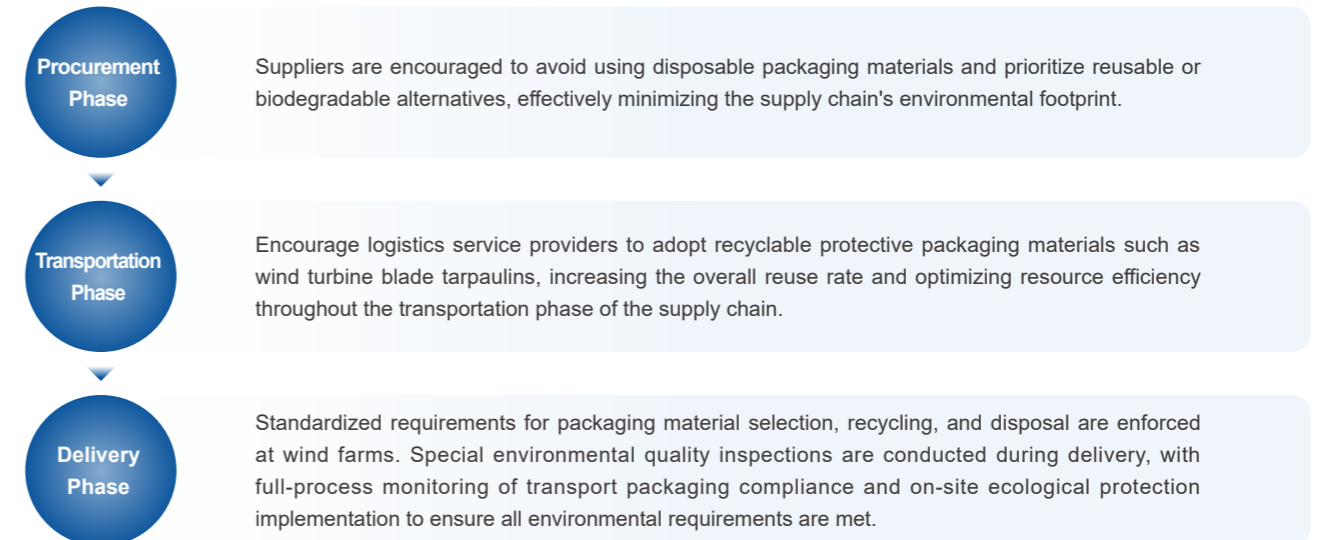 Procurement
Phase
Suppliers are encouraged to avoid using disposable packaging materials and prioritize reusable or
biodegradable alternatives, effectively minimizing the supply chain's environmental footprint.
Transportation
Phase
Encourage logistics service providers to adopt recyclable protective packaging materials such as
wind turbine blade tarpaulins, increasing the overall reuse rate and optimizing resource efficiency
throughout the transportation phase of the supply chain.
Delivery
Phase
Standardized requirements for packaging material selection, recycling, and disposal are enforced
at wind farms. Special environmental quality inspections are conducted during delivery, with
full-process monitoring of transport packaging compliance and on-site ecological protection
implementation to ensure all environmental requirements are met.